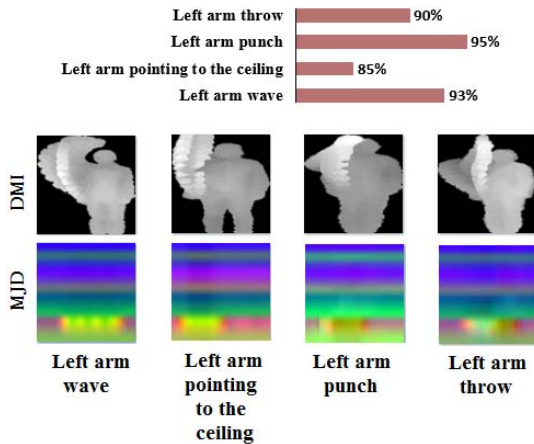 Left arm throw 90%
Left arm punch 95%
Left arm pointing to the ceiling 85%
Left arm wave 93%
DMI
MJD
Left arm wave
Left arm pointing to the ceiling
Left arm punch
Left arm throw